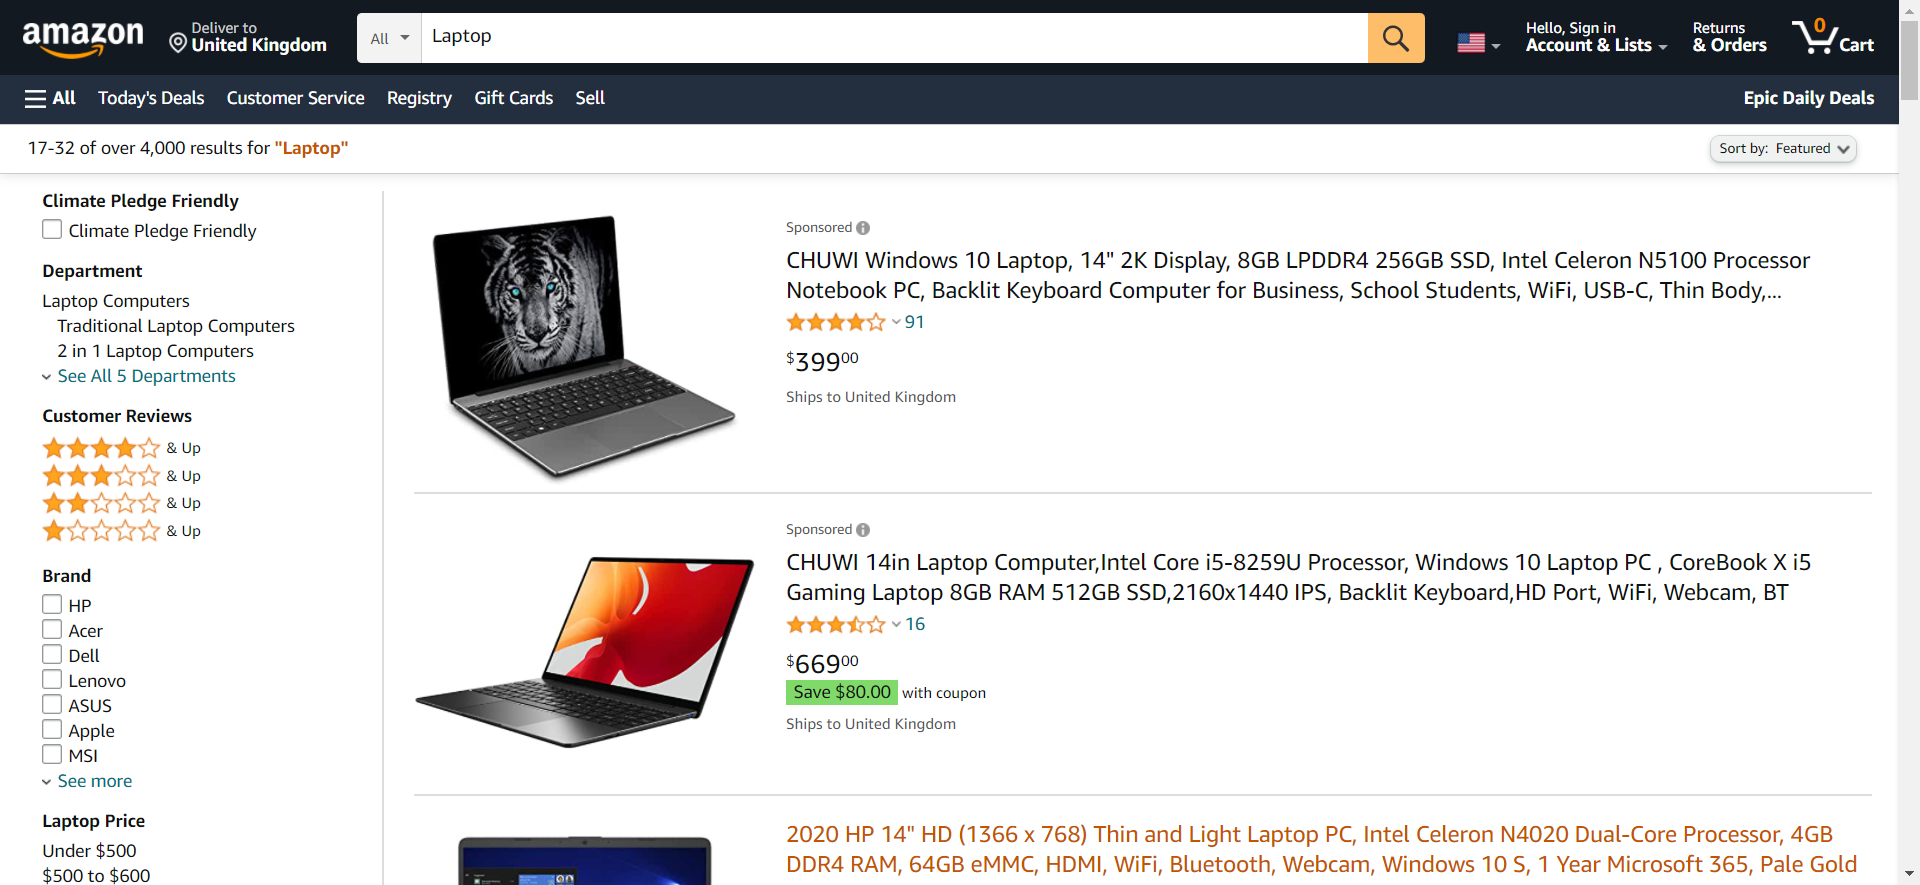 amazon
Deliver to
United Kingdom
All
Laptop
Hello, Sign in
Account & Lists
Returns
& Orders
0
Cart
All
Today's Deals
Customer Service
Registry
Gift Cards
Sell
Epic Daily Deals
17-32 of over 4,000 results for "Laptop"
Sort by: Featured
Climate Pledge Friendly
Climate Pledge Friendly
Department
Laptop Computers
Traditional Laptop Computers
2 in 1 Laptop Computers
See All 5 Departments
Customer Reviews
& Up
& Up
& Up
& Up
Brand
HP
Acer
Dell
Lenovo
ASUS
Apple
MSI
See more
Laptop Price
Under $500
$500 to $600
Sponsored
CHUWI Windows 10 Laptop, 14" 2K Display, 8GB LPDDR4 256GB SSD, Intel Celeron N5100 Processor
Notebook PC, Backlit Keyboard Computer for Business, School Students, WiFi, USB-C, Thin Body,...
91
$39900
Ships to United Kingdom
Sponsored
CHUWI 14in Laptop Computer,Intel Core i5-8259U Processor, Windows 10 Laptop PC , CoreBook X i5
Gaming Laptop 8GB RAM 512GB SSD,2160x1440 IPS, Backlit Keyboard,HD Port, WiFi, Webcam, BT
16
$66900
Save $80.00 with coupon
Ships to United Kingdom
2020 HP 14" HD (1366 x 768) Thin and Light Laptop PC, Intel Celeron N4020 Dual-Core Processor, 4GB
DDR4 RAM, 64GB eMMC, HDMI, WiFi, Bluetooth, Webcam, Windows 10 S, 1 Year Microsoft 365, Pale Gold